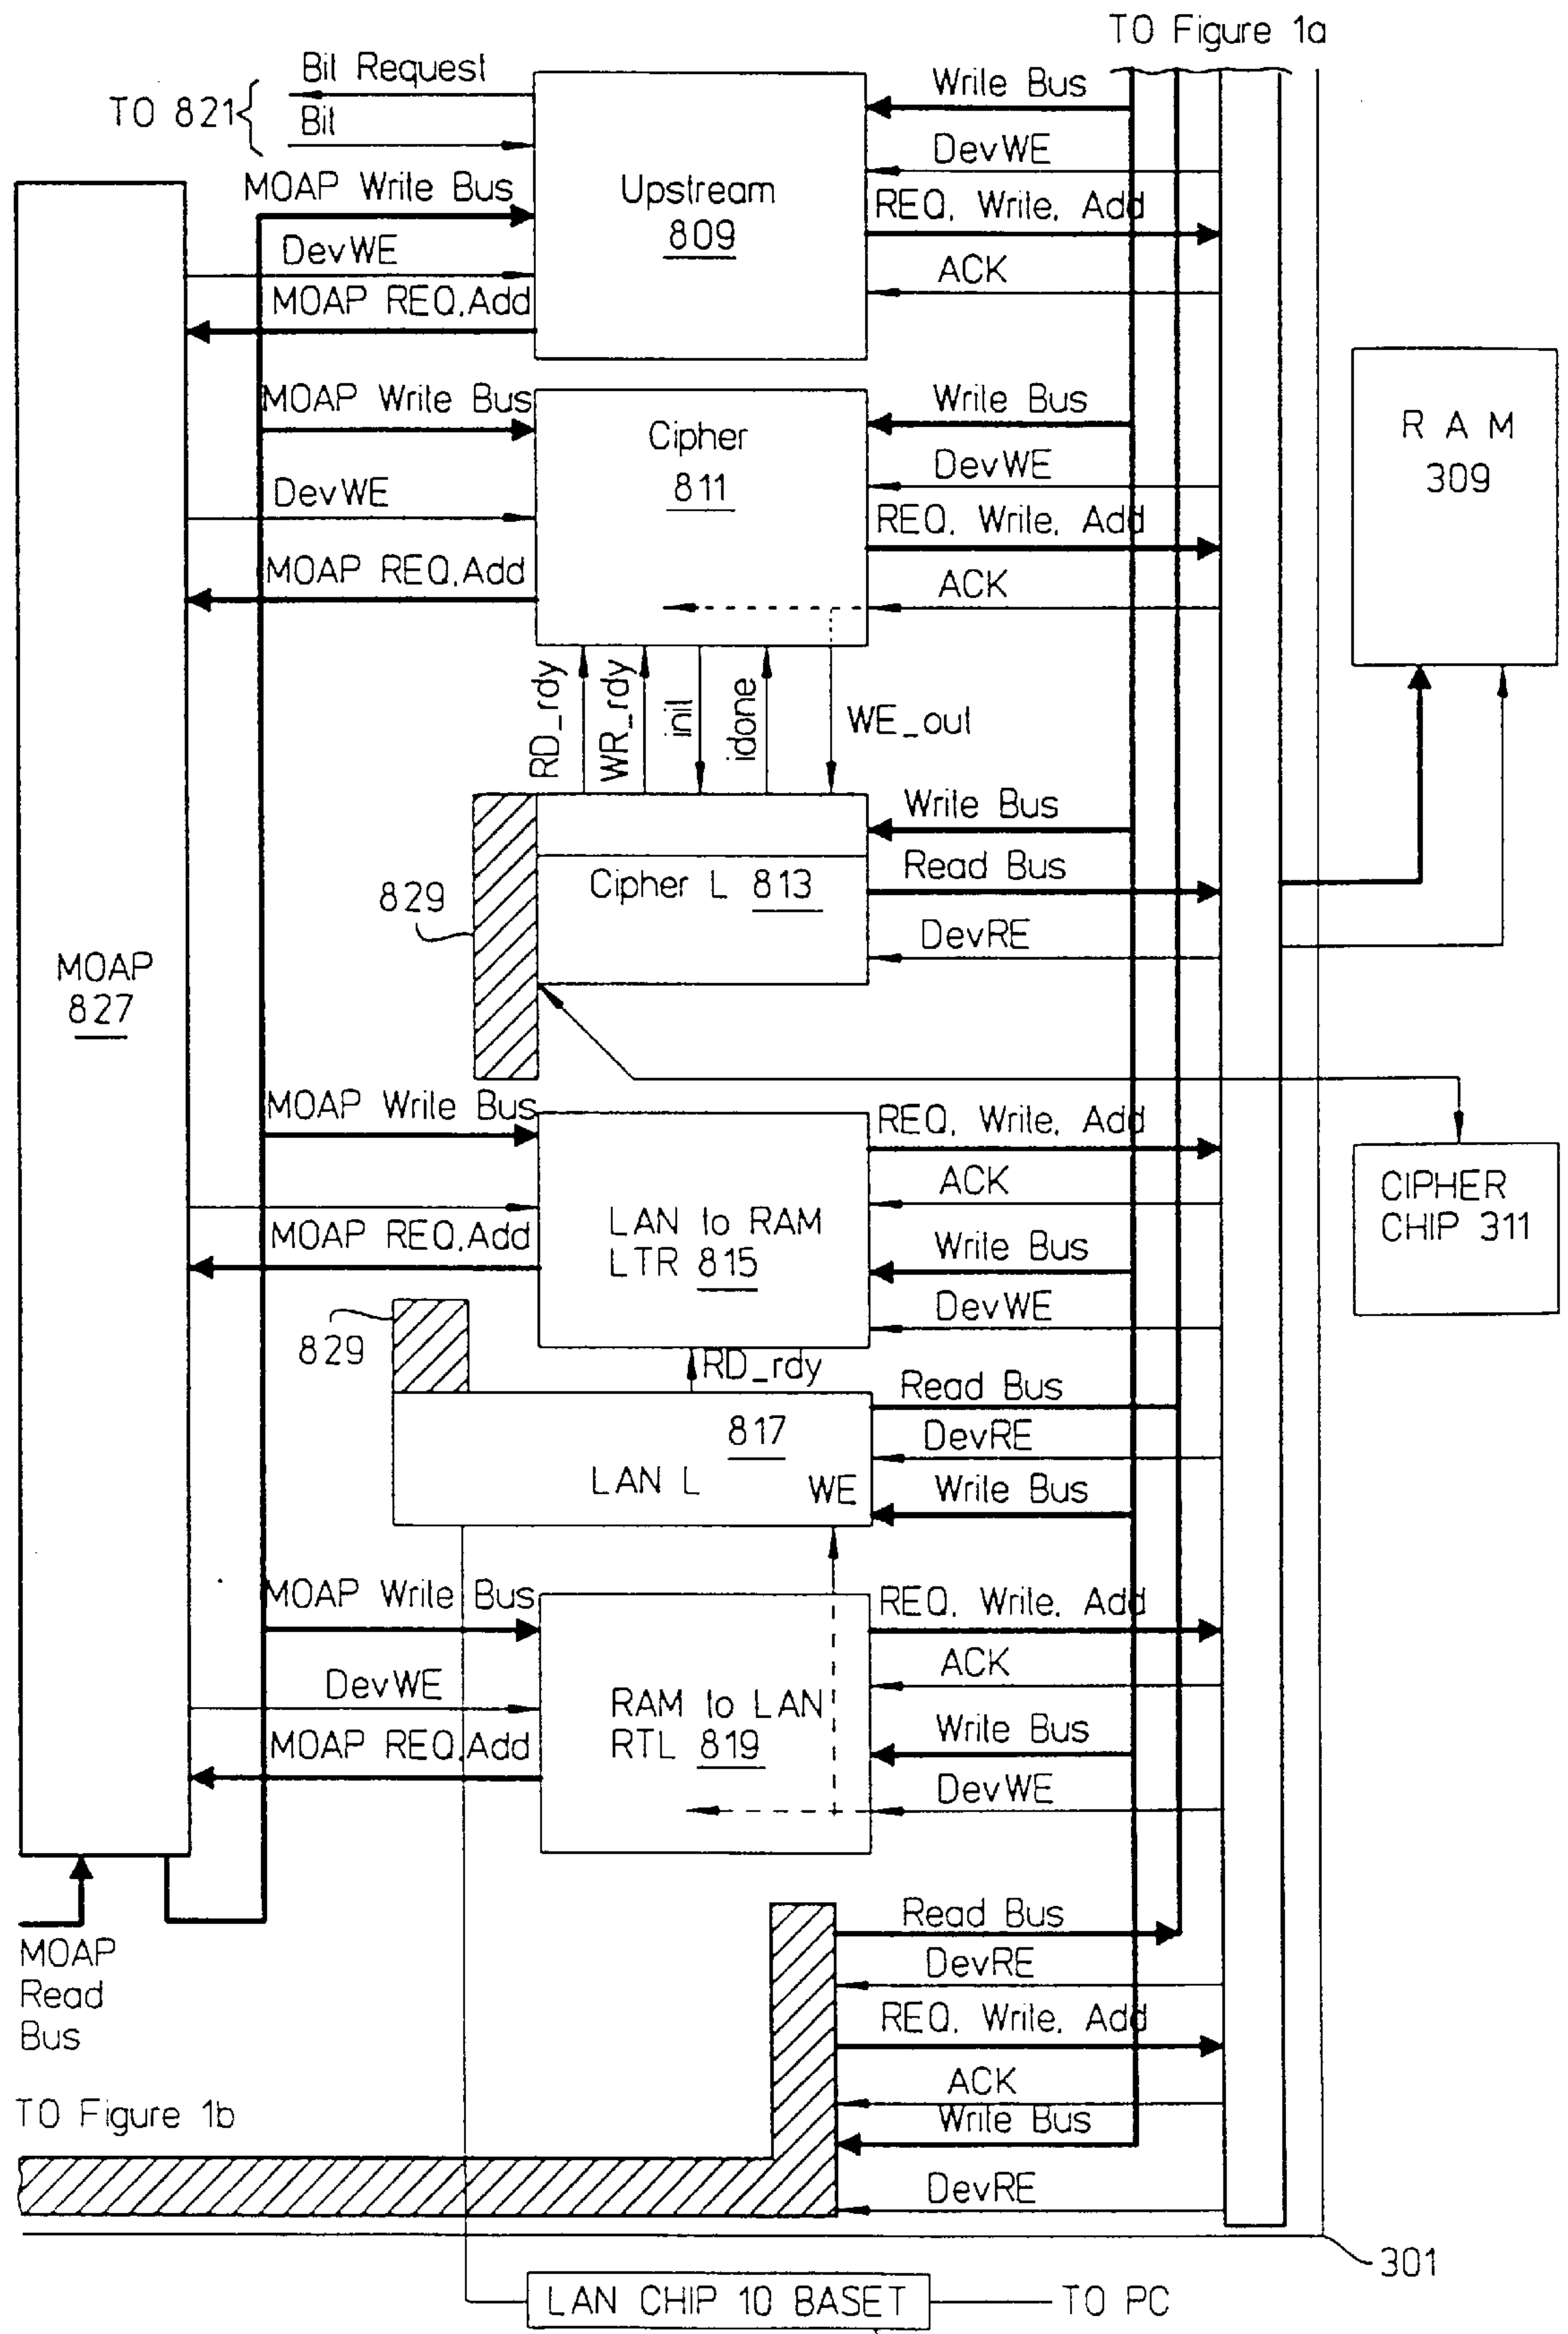 TO Figure 1a
Bit Request
TO 821
Bit
Write Bus
DevWE
MOAP Write Bus
Upstream
809
REQ, Write, Add
DevWE
ACK
MOAP REQ,Add
MOAP Write Bus
Cipher
811
Write Bus
DevWE
DevWE
REQ, Write, Add
MOAP REQ,Add
ACK
R A M
309
RD_rdy
WR_rdy
init
idone
WE_out
Write Bus
829
Cipher L 813
Read Bus
DevRE
MOAP
827
MOAP Write Bus
REQ, Write, Add
ACK
LAN to RAM
LTR 815
MOAP REQ,Add
Write Bus
DevWE
CIPHER
CHIP 311
829
RD_rdy
817
LAN L
WE
Read Bus
DevRE
Write Bus
MOAP Write Bus
REQ, Write, Add
DevWE
ACK
RAM to LAN
RTL 819
MOAP REQ,Add
Write Bus
DevWE
MOAP
Read
Bus
Read Bus
DevRE
REQ, Write, Add
ACK
Write Bus
DevRE
TO Figure 1b
301
LAN CHIP 10 BASET
TO PC